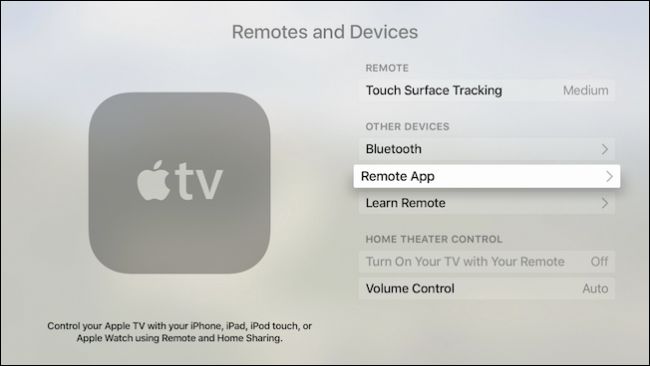 Remotes and Devices
tv
Control your Apple TV with your iPhone, iPad, iPod touch, or
Apple Watch using Remote and Home Sharing.
REMOTE
Touch Surface Tracking Medium
OTHER DEVICES
Bluetooth
Remote App
Learn Remote
HOME THEATER CONTROL
Turn On Your TV with Your Remote Off
Volume Control Auto